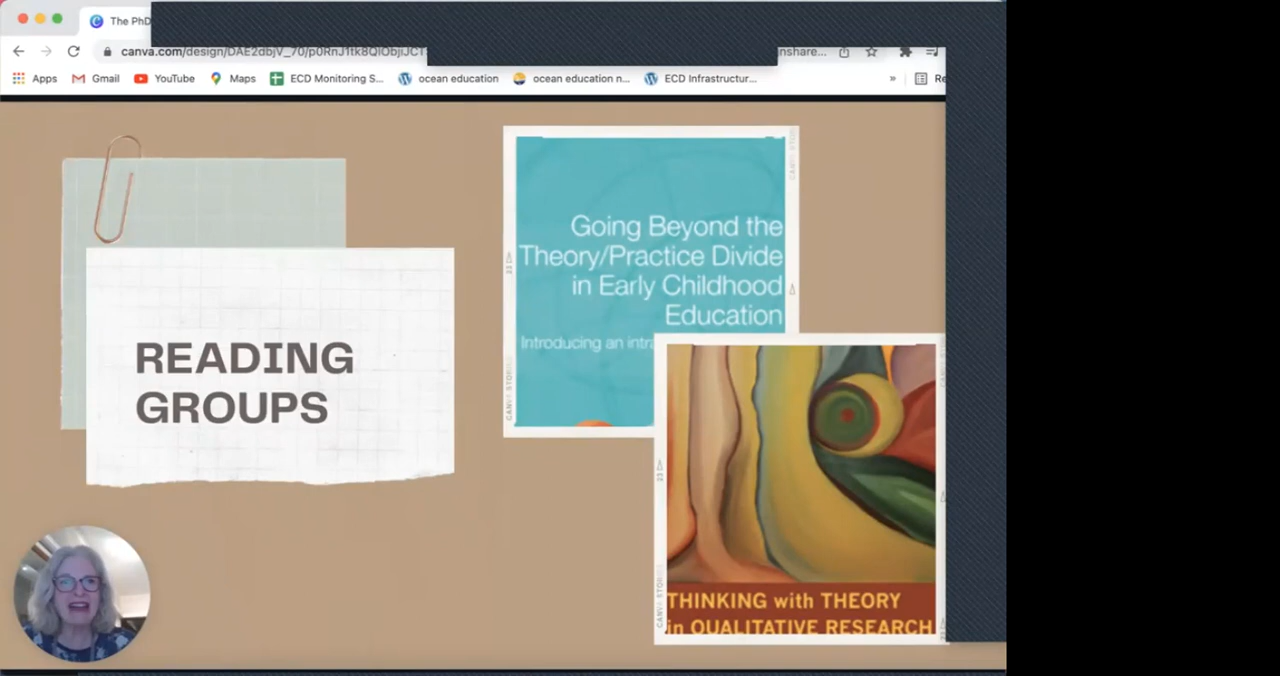 The PhD
canva.com/design/DAE2dbjV_70/
nshare...
Apps
Gmail
YouTube
Maps
ECD Monitoring S...
ocean education
ocean education n...
ECD Infrastructur...
»
Re
READING
GROUPS
Going Beyond the
Theory/Practice Divide
in Early Childhood
Education
Introducing an intra
THINKING with THEORY
in QUALITATIVE RESEARCH